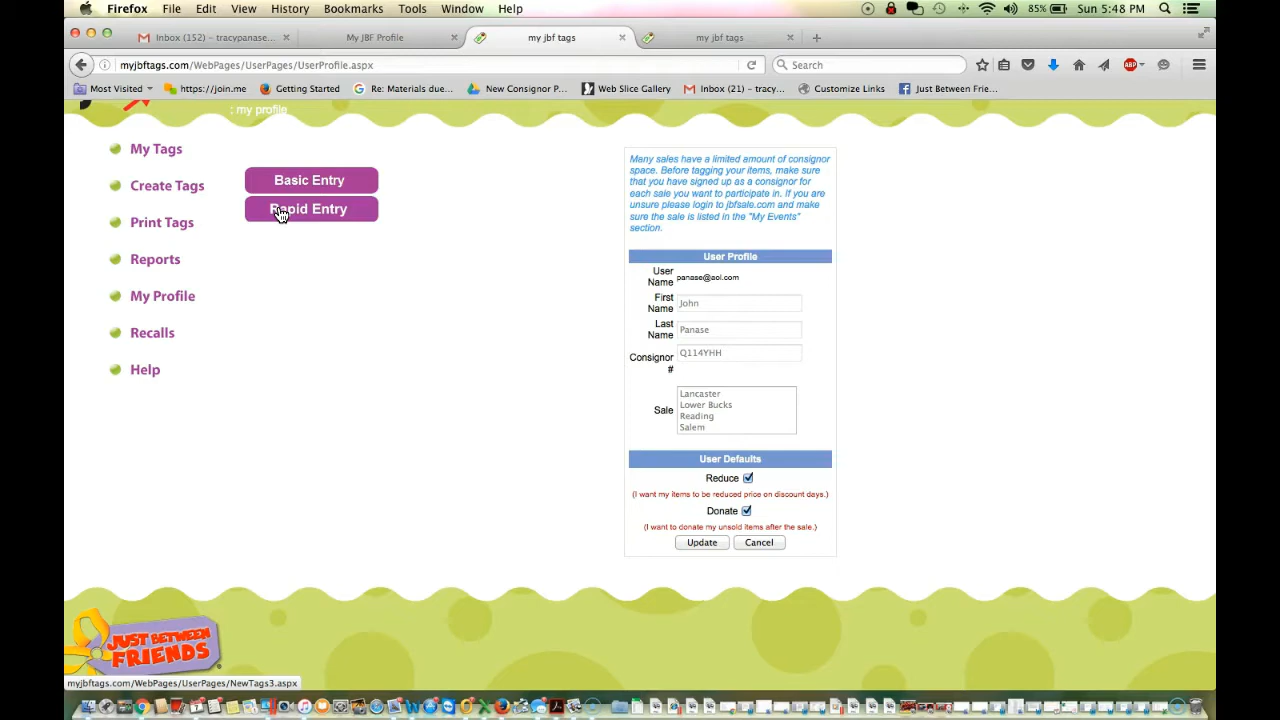 Firefox File Edit View History Bookmarks Tools Window Help 85% Sun 5:48 PM
Inbox (152) – tracypanase... × My JBF Profile × my jbf tags × my jbf tags × +
myjbftags.com/WebPages/UserPages/UserProfile.aspx Search ABP
Most Visited https://join.me Getting Started Re: Materials due... New Consignor P... Web Slice Gallery Inbox (21) – tracy... Customize Links Just Between Frie...
: my profile
My Tags
Create Tags
Print Tags
Reports
My Profile
Recalls
Help
Basic Entry
Rapid Entry
Many sales have a limited amount of consignor
space. Before tagging your items, make sure
that you have signed up as a consignor for
each sale you want to participate in. If you are
unsure please login to jbfsale.com and make
sure the sale is listed in the "My Events"
section.
User Profile
User
Name panase@aol.com
First
Name John
Last
Name Panase
Consignor
# Q114YHH
Sale
Lancaster
Lower Bucks
Reading
Salem
User Defaults
Reduce
(I want my items to be reduced price on discount days.)
Donate
(I want to donate my unsold items after the sale.)
Update Cancel
JUST BETWEEN
FRIENDS
myjbftags.com/WebPages/UserPages/NewTags3.aspx